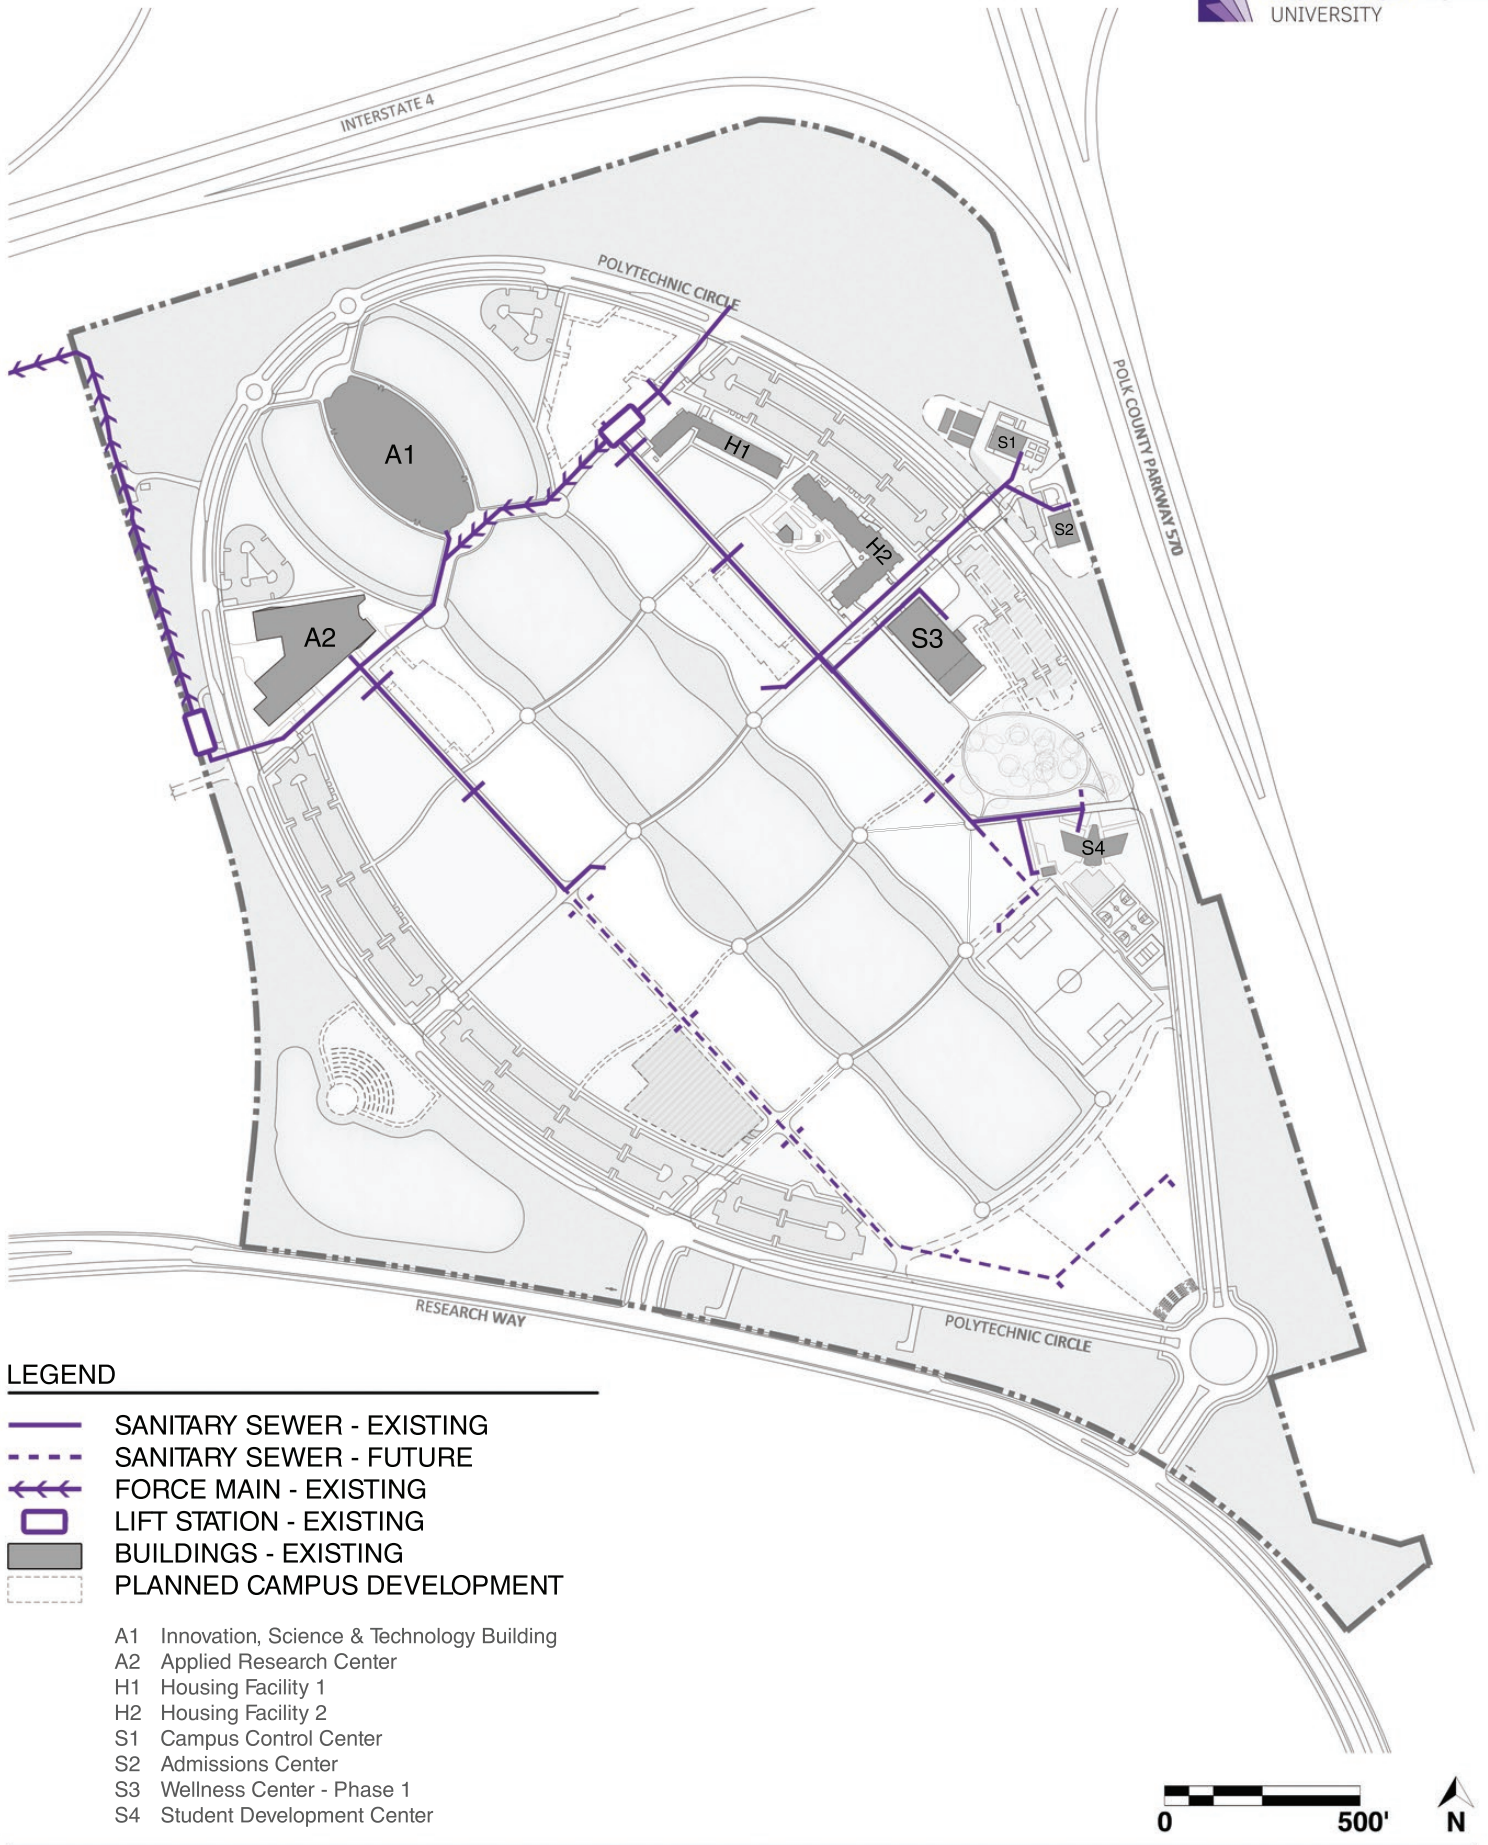 UNIVERSITY
INTERSTATE 4
POLYTECHNIC CIRCLE
POLK COUNTY PARKWAY 570
A1
H1
S1
S2
H2
A2
S3
S4
RESEARCH WAY
POLYTECHNIC CIRCLE
LEGEND
SANITARY SEWER - EXISTING
SANITARY SEWER - FUTURE
FORCE MAIN - EXISTING
LIFT STATION - EXISTING
BUILDINGS - EXISTING
PLANNED CAMPUS DEVELOPMENT
A1 Innovation, Science & Technology Building
A2 Applied Research Center
H1 Housing Facility 1
H2 Housing Facility 2
S1 Campus Control Center
S2 Admissions Center
S3 Wellness Center - Phase 1
S4 Student Development Center
0 500'
N